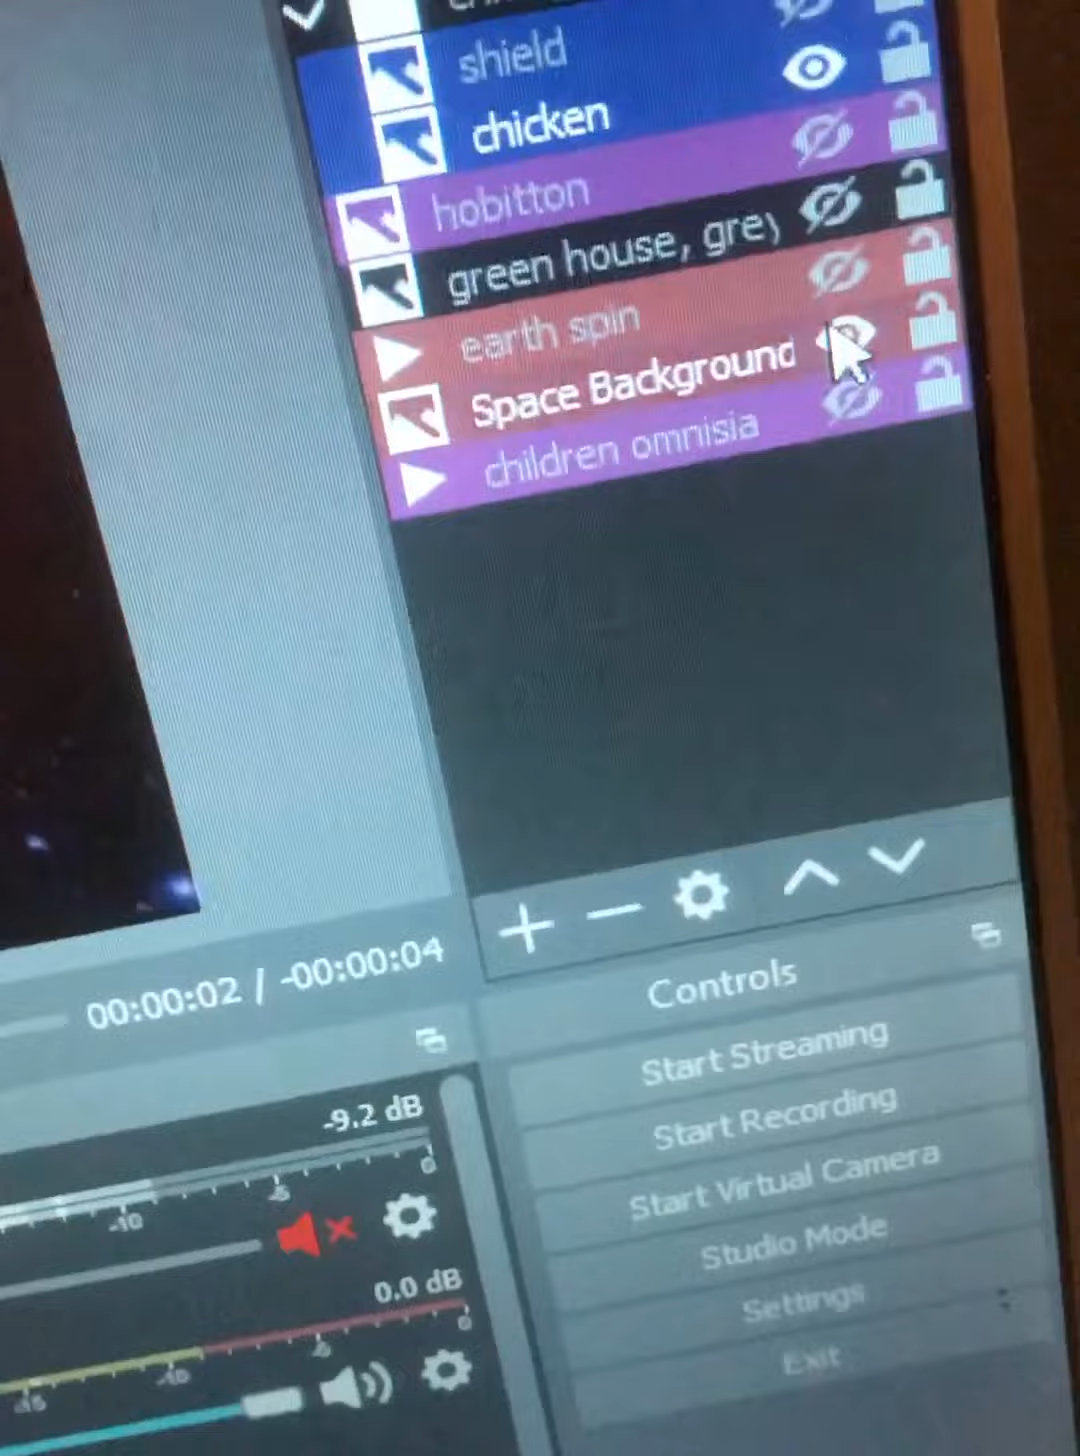 shield
chicken
hobitton
green house, grey
earth spin
Space Background
children omnisia
00:00:02 / -00:00:04
Controls
Start Streaming
-9.2 dB
Start Recording
-10 -5 0
Start Virtual Camera
Studio Mode
0.0 dB
Settings
-15 -10 -5 0
Exit